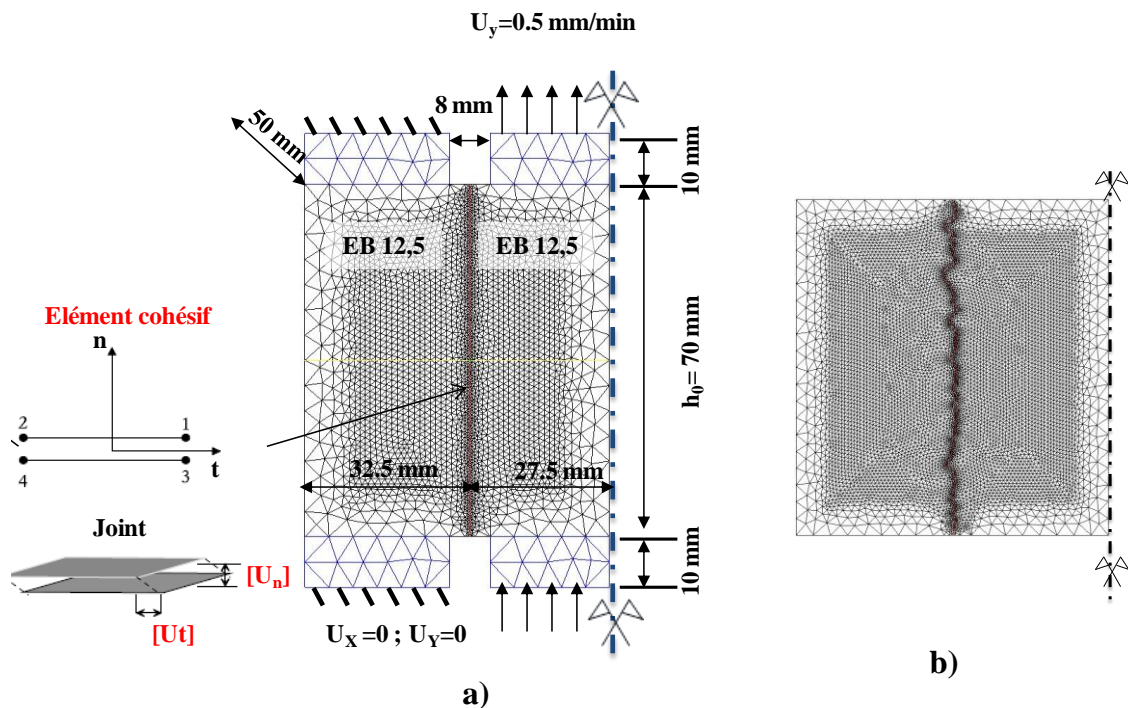 Uy=0.5 mm/min
8 mm
50 mm
10 mm
EB 12,5
EB 12,5
Elément cohésif
n
h0= 70 mm
2
1
t
4
3
32.5 mm
27.5 mm
Joint
[Un]
[Ut]
10 mm
UX =0 ; UY=0
a)
b)